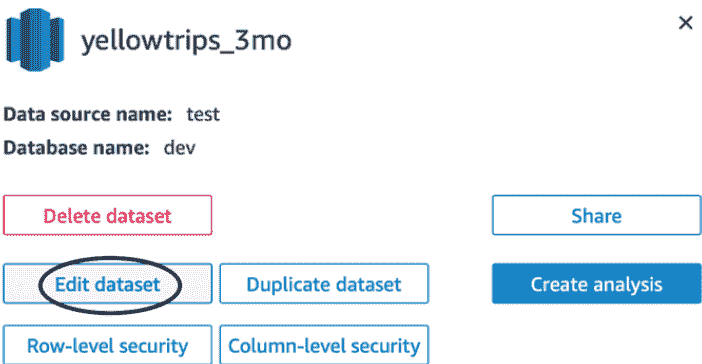 yellowtrips_3mo
Data source name: test
Database name: dev
Delete dataset
Share
Edit dataset
Duplicate dataset
Create analysis
Row-level security
Column-level security